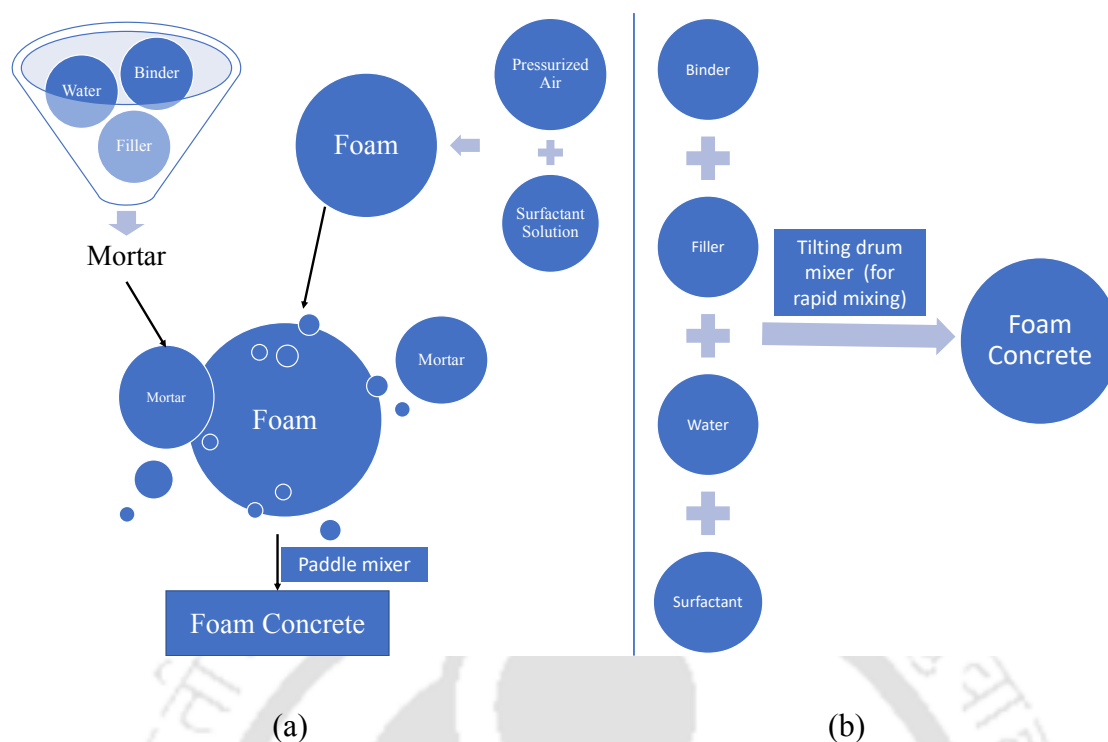 Water
Binder
Filler
Mortar
Foam
Pressurized
Air
Surfactant
Solution
Mortar
Foam
Mortar
Paddle mixer
Foam Concrete
(a)
Binder
Filler
Water
Surfactant
Tilting drum
mixer (for
rapid mixing)
Foam
Concrete
(b)